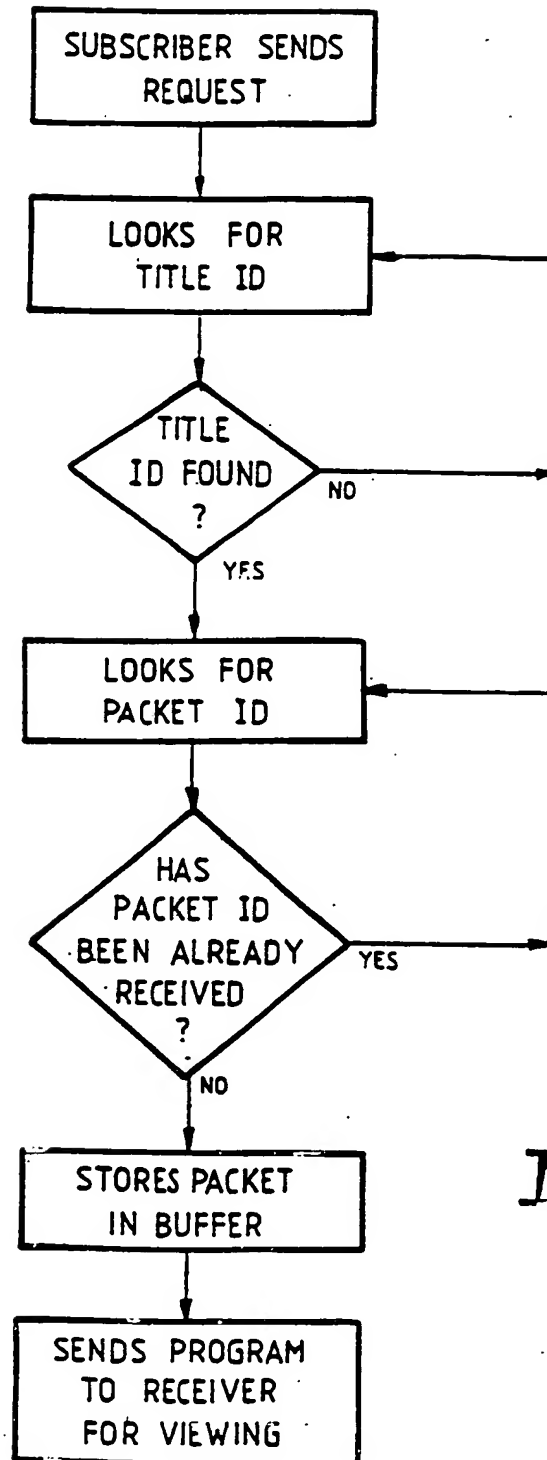 SUBSCRIBER SENDS
REQUEST
LOOKS FOR
TITLE ID
TITLE
ID FOUND
?
NO
YES
LOOKS FOR
PACKET ID
HAS
PACKET ID
BEEN ALREADY
RECEIVED
?
YES
NO
STORES PACKET
IN BUFFER
SENDS PROGRAM
TO RECEIVER
FOR VIEWING